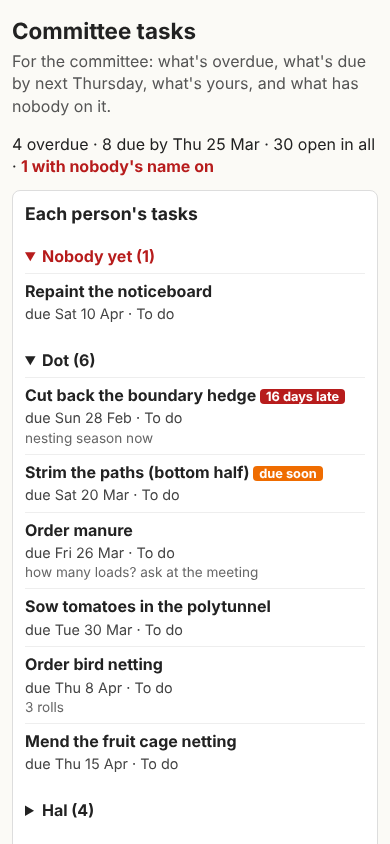 Committee tasks
For the committee: what's overdue, what's due
by next Thursday, what's yours, and what has
nobody on it.
4 overdue · 8 due by Thu 25 Mar · 30 open in all
· 1 with nobody's name on
Each person's tasks
▼ Nobody yet (1)
Repaint the noticeboard
due Sat 10 Apr · To do
▼ Dot (6)
Cut back the boundary hedge 16 days late
due Sun 28 Feb · To do
nesting season now
Strim the paths (bottom half) due soon
due Sat 20 Mar · To do
Order manure
due Fri 26 Mar · To do
how many loads? ask at the meeting
Sow tomatoes in the polytunnel
due Tue 30 Mar · To do
Order bird netting
due Thu 8 Apr · To do
3 rolls
Mend the fruit cage netting
due Thu 15 Apr · To do
▶ Hal (4)